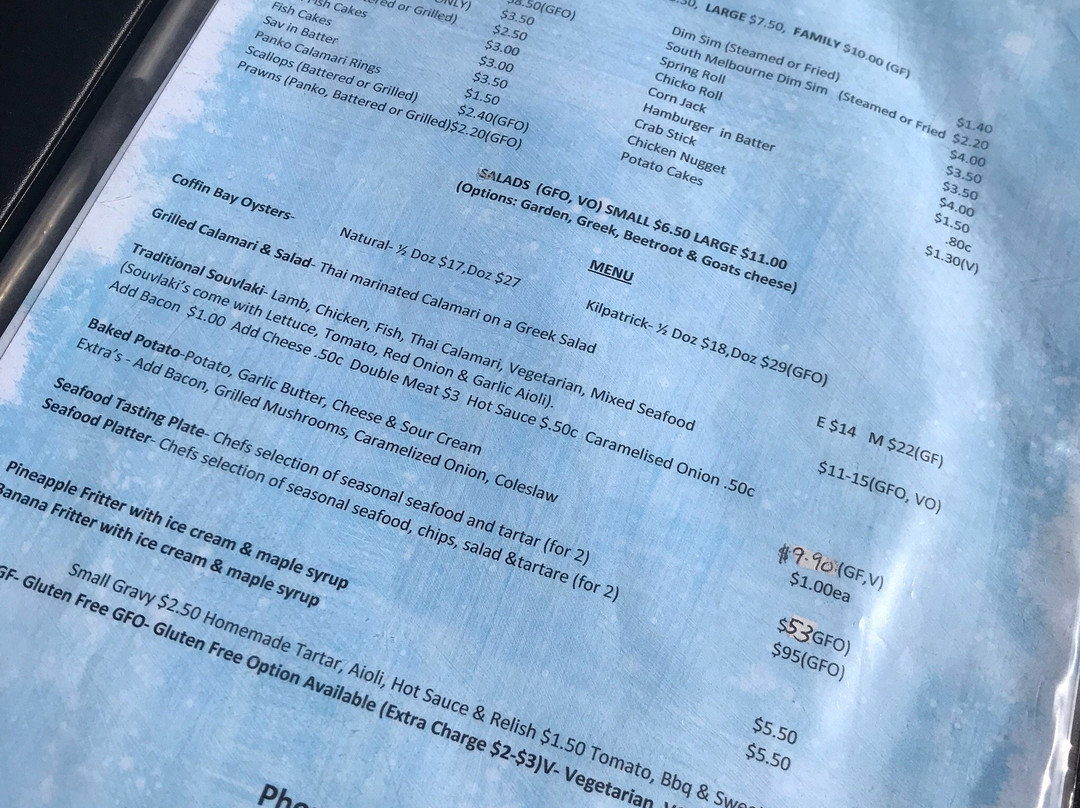 ONLY) $8.50(GFO)
.50, LARGE $7.50, FAMILY $10.00 (GF)
Fish Cakes or Grilled) $3.50
Fish Cakes $2.50
Sav in Batter $3.00
Panko Calamari Rings $3.00
$3.50
Scallops (Battered or Grilled) $1.50
$2.40(GFO)
Prawns (Panko, Battered or Grilled)$2.20(GFO)
Dim Sim (Steamed or Fried) $1.40
South Melbourne Dim Sim (Steamed or Fried $2.20
Spring Roll $4.00
Chicko Roll $3.50
Corn Jack $3.50
Hamburger in Batter $4.00
Crab Stick $1.50
Chicken Nugget .80c
Potato Cakes $1.30(V)
SALADS (GFO, VO) SMALL $6.50 LARGE $11.00
(Options: Garden, Greek, Beetroot & Goats cheese)
MENU
Coffin Bay Oysters-
Natural- ½ Doz $17,Doz $27 Kilpatrick- ½ Doz $18,Doz $29(GFO)
Grilled Calamari & Salad- Thai marinated Calamari on a Greek Salad E $14 M $22(GF)
Traditional Souvlaki- Lamb, Chicken, Fish, Thai Calamari, Vegetarian, Mixed Seafood $11-15(GFO, VO)
(Souvlaki's come with Lettuce, Tomato, Red Onion & Garlic Aioli).
Add Bacon $1.00 Add Cheese .50c Double Meat $3 Hot Sauce $.50c Caramelised Onion .50c
Baked Potato-Potato, Garlic Butter, Cheese & Sour Cream $9.90(GF,V)
Extra's - Add Bacon, Grilled Mushrooms, Caramelized Onion, Coleslaw $1.00ea
Seafood Tasting Plate- Chefs selection of seasonal seafood and tartar (for 2) $53GFO)
Seafood Platter- Chefs selection of seasonal seafood, chips, salad &tartare (for 2) $95(GFO)
Pineapple Fritter with ice cream & maple syrup $5.50
Banana Fritter with ice cream & maple syrup $5.50
Small Gravy $2.50 Homemade Tartar, Aioli, Hot Sauce & Relish $1.50 Tomato, Bbq & Swe
GF- Gluten Free GFO- Gluten Free Option Available (Extra Charge $2-$3)V- Vegetarian
Pho